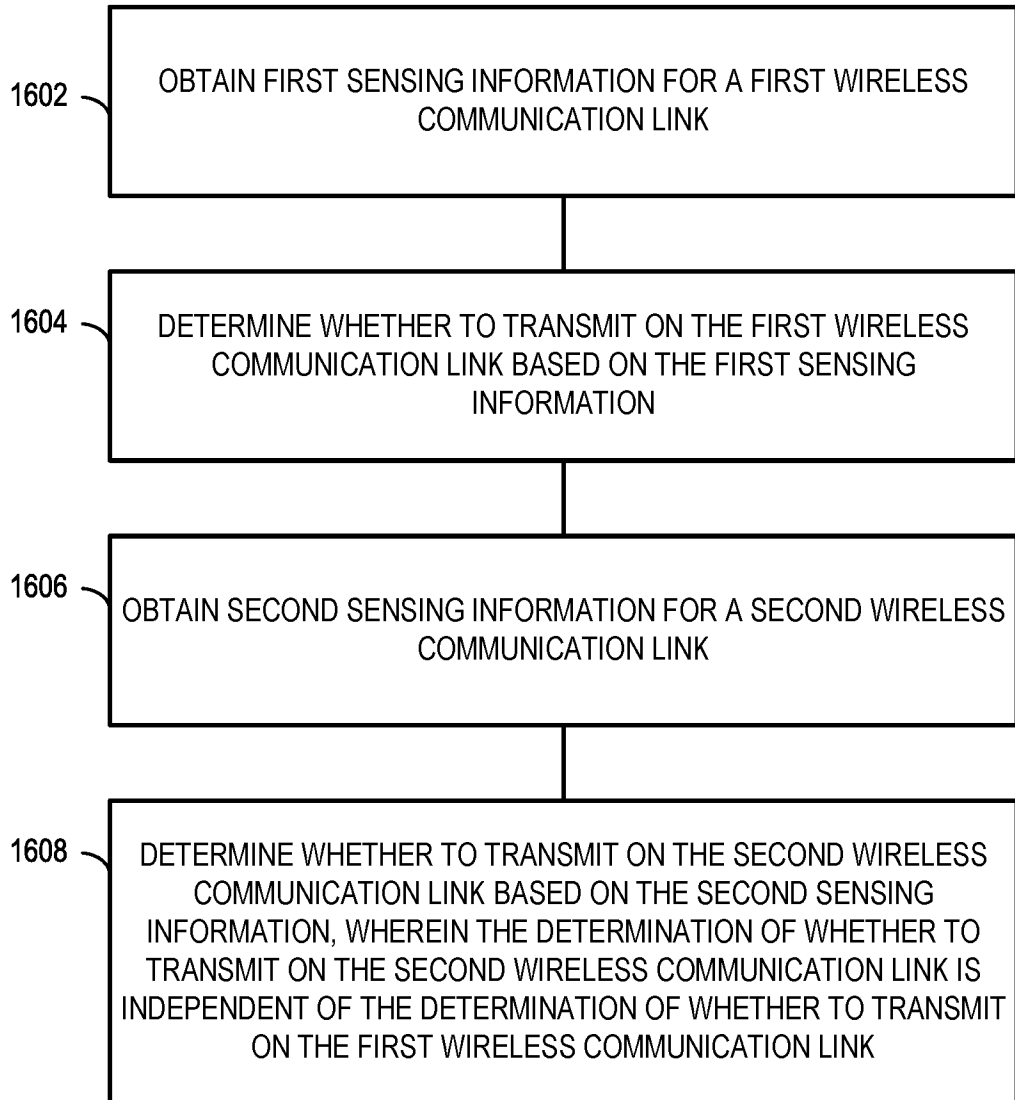 1602
OBTAIN FIRST SENSING INFORMATION FOR A FIRST WIRELESS
COMMUNICATION LINK
1604
DETERMINE WHETHER TO TRANSMIT ON THE FIRST WIRELESS
COMMUNICATION LINK BASED ON THE FIRST SENSING
INFORMATION
1606
OBTAIN SECOND SENSING INFORMATION FOR A SECOND WIRELESS
COMMUNICATION LINK
1608
DETERMINE WHETHER TO TRANSMIT ON THE SECOND WIRELESS
COMMUNICATION LINK BASED ON THE SECOND SENSING
INFORMATION, WHEREIN THE DETERMINATION OF WHETHER TO
TRANSMIT ON THE SECOND WIRELESS COMMUNICATION LINK IS
INDEPENDENT OF THE DETERMINATION OF WHETHER TO TRANSMIT
ON THE FIRST WIRELESS COMMUNICATION LINK